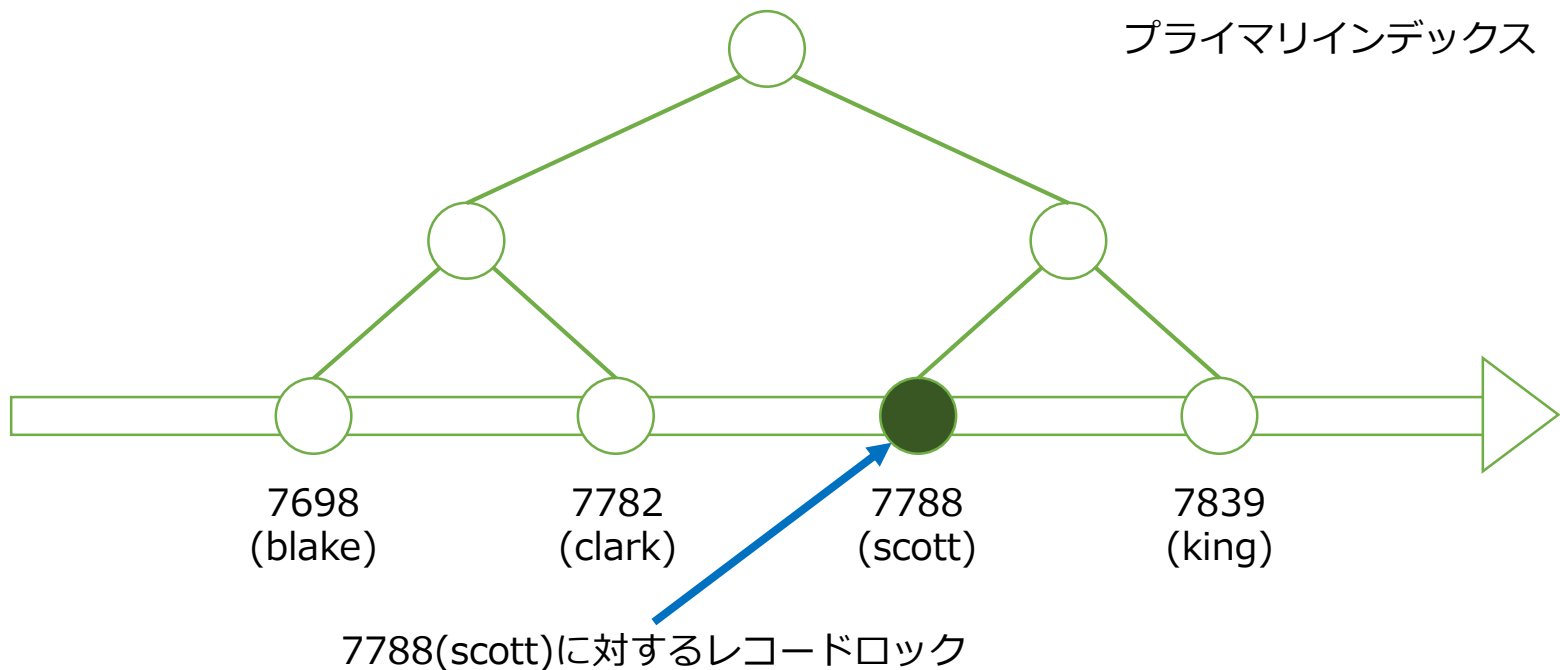 プライマリインデックス
7698
(blake)
7782
(clark)
7788
(scott)
7839
(king)
7788(scott)に対するレコードロック